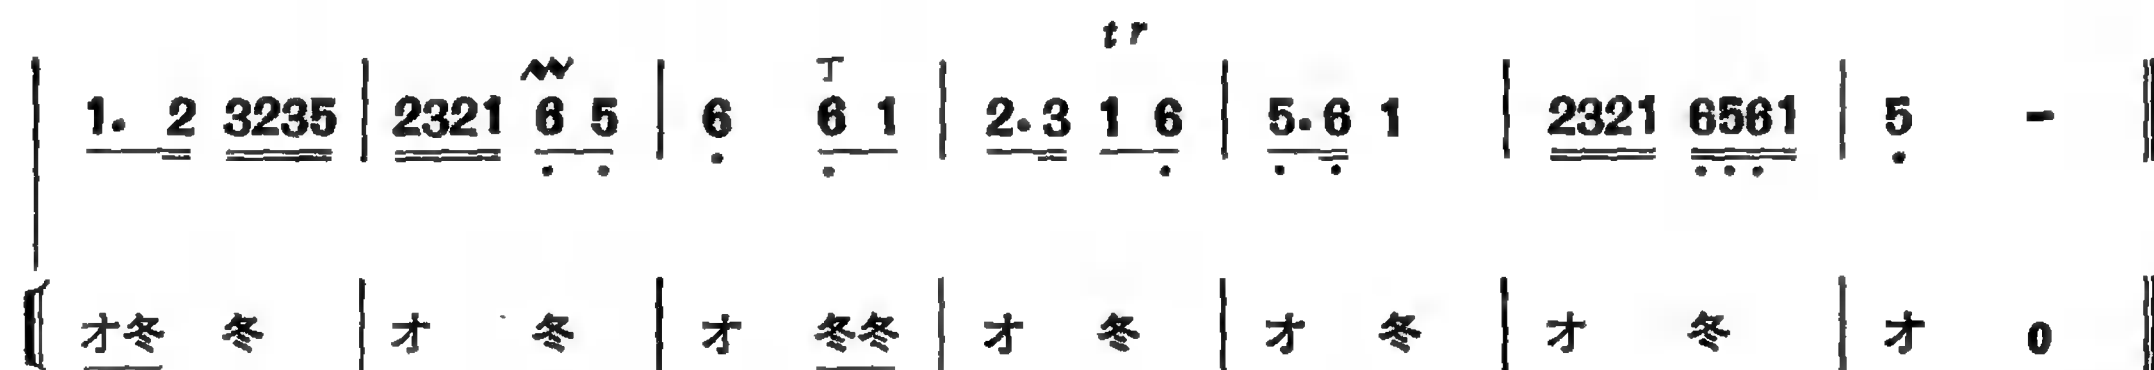 tr
1. 2 3235 | 2321 6 5 | 6 6 1 | 2.3 1 6 | 5.6 1 | 2321 6561 | 5 -
才冬 冬 | 才 冬 | 才 冬冬 | 才 冬 | 才 冬 | 才 冬 | 才 0